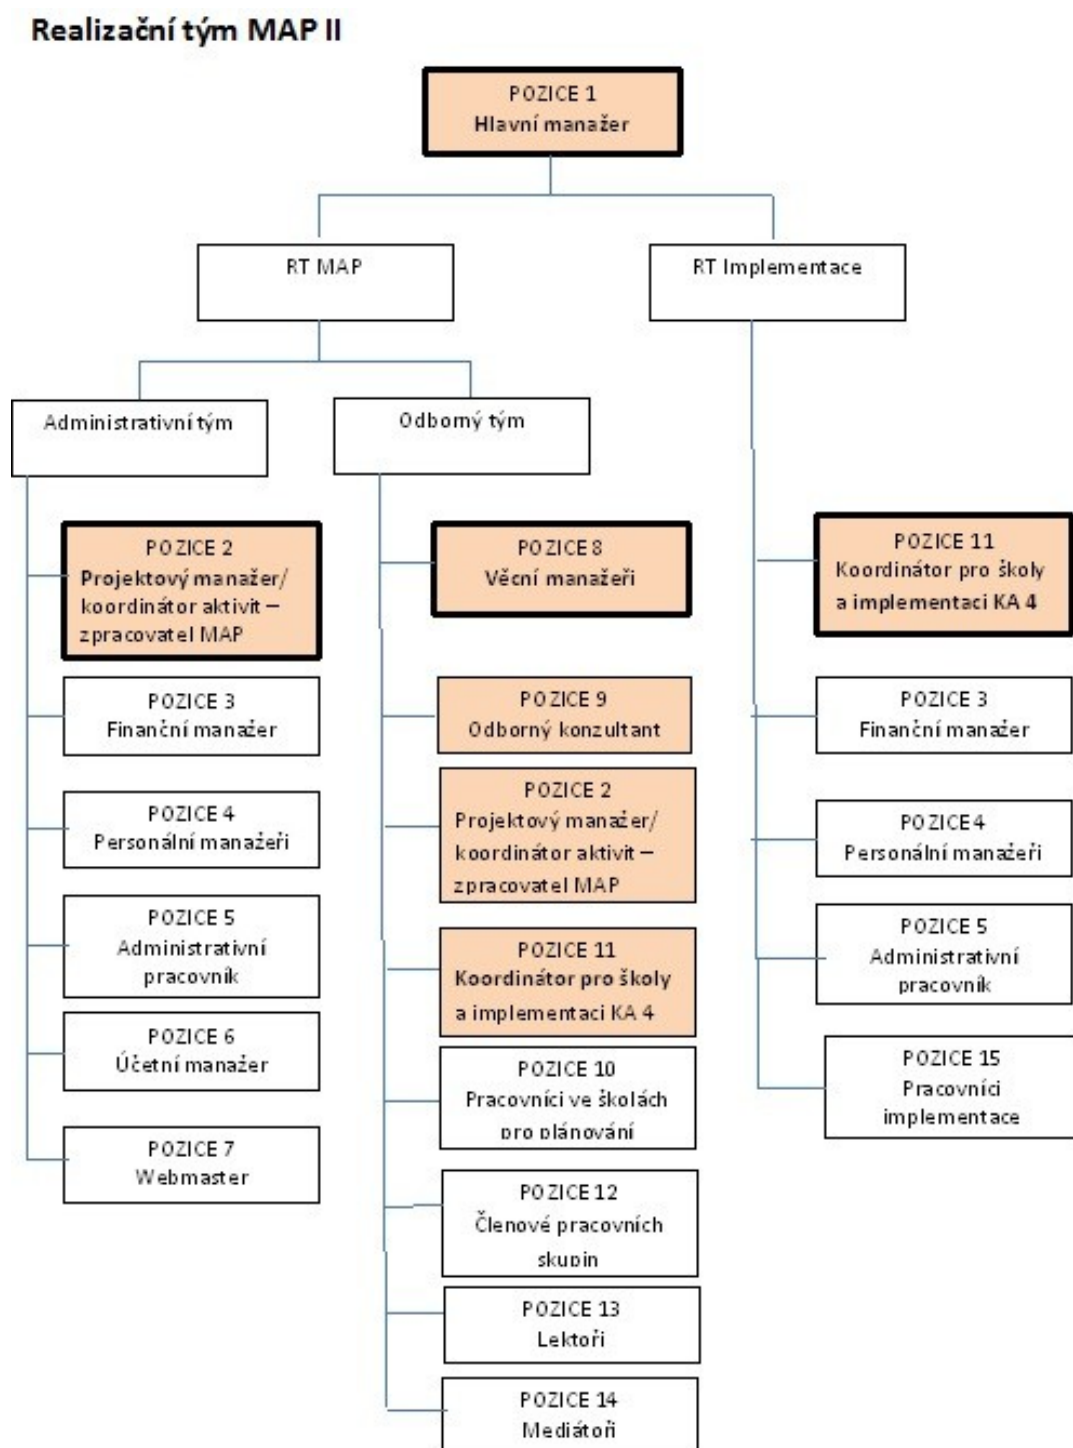 Realizační tým MAP II
POZICE 1
Hlavní manažer
RT MAP
RT Implementace
Administrativní tým
Odborný tým
POZICE 2
Projektový manažer/
koordinátor aktivit –
zpracovatel MAP
POZICE 3
Finanční manažer
POZICE 4
Personální manažeři
POZICE 5
Administrativní
pracovník
POZICE 6
Účetní manažer
POZICE 7
Webmaster
POZICE 8
Věcní manažeři
POZICE 9
Odborný konzultant
POZICE 2
Projektový manažer/
koordinátor aktivit –
zpracovatel MAP
POZICE 11
Koordinátor pro školy
a implementaci KA 4
POZICE 10
Pracovníci ve školách
pro plánování
POZICE 12
Členové pracovních
skupin
POZICE 13
Lektoři
POZICE 14
Mediátoři
POZICE 11
Koordinátor pro školy
a implementaci KA 4
POZICE 3
Finanční manažer
POZICE 4
Personální manažeři
POZICE 5
Administrativní
pracovník
POZICE 15
Pracovníci
implementace